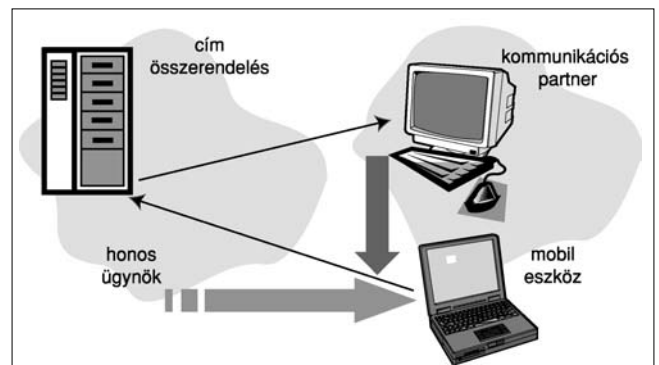 cím
összerendelés
kommunikációs
partner
honos
ügynök
mobil
eszköz